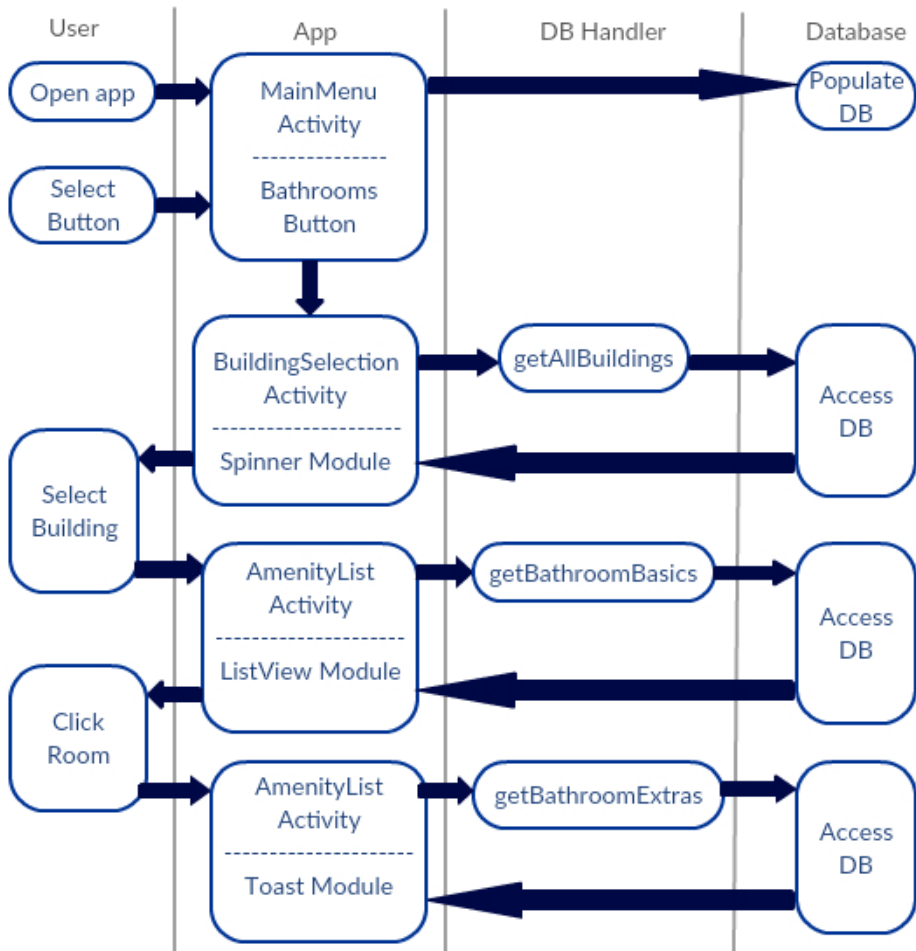 User
App
DB Handler
Database
Open app
MainMenu
Activity
Populate
DB
Select
Button
Bathrooms
Button
BuildingSelection
Activity
getAllBuildings
Access
DB
Spinner Module
Select
Building
AmenityList
Activity
getBathroomBasics
Access
DB
ListView Module
Click
Room
AmenityList
Activity
getBathroomExtras
Access
DB
Toast Module